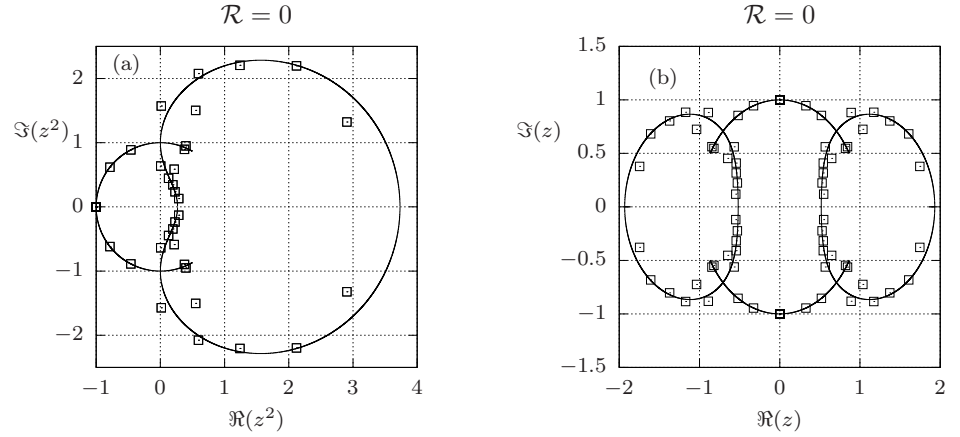 ℛ = 0
(a)
ℑ(z²)
2
1
0
−1
−2
−1 0 1 2 3 4
ℜ(z²)
ℛ = 0
(b)
ℑ(z)
1.5
1
0.5
0
−0.5
−1
−1.5
−2 −1 0 1 2
ℜ(z)